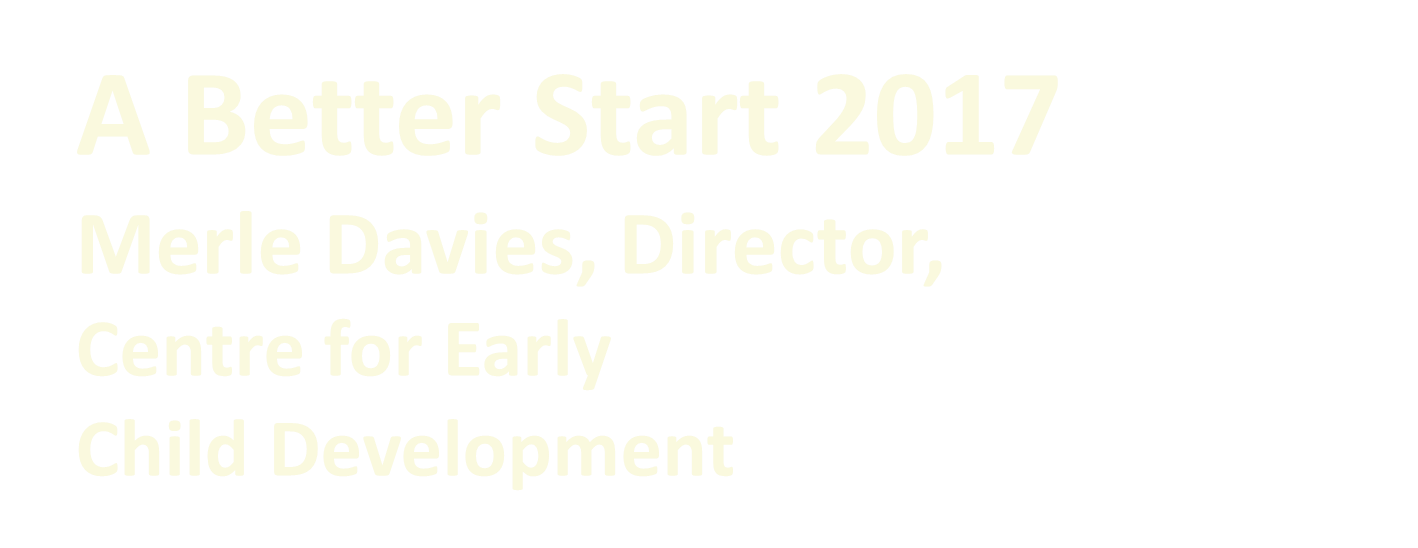 A Better Start 2017
Merle Davies, Director,
Centre for Early
Child Development